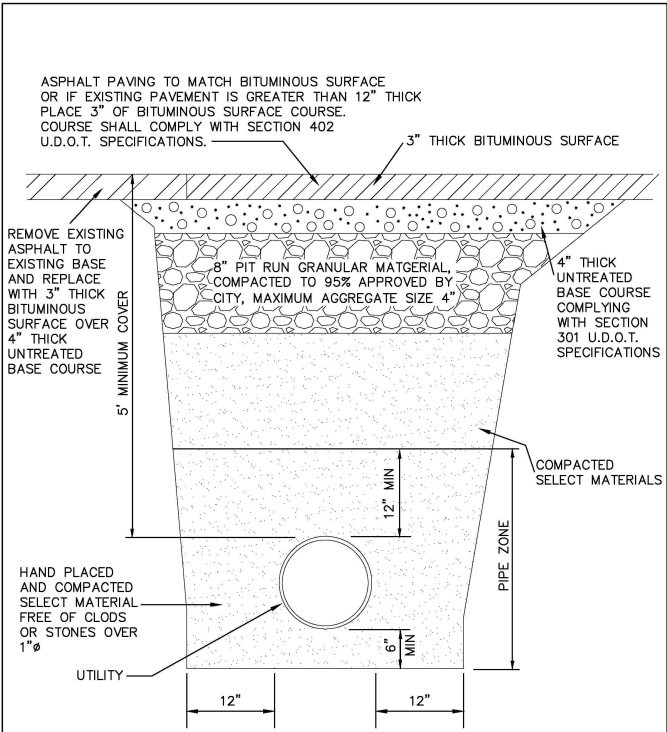 ASPHALT PAVING TO MATCH BITUMINOUS SURFACE
OR IF EXISTING PAVEMENT IS GREATER THAN 12" THICK
PLACE 3" OF BITUMINOUS SURFACE COURSE.
COURSE SHALL COMPLY WITH SECTION 402
U.D.O.T. SPECIFICATIONS.
3" THICK BITUMINOUS SURFACE
REMOVE EXISTING
ASPHALT TO
EXISTING BASE
AND REPLACE
WITH 3" THICK
BITUMINOUS
SURFACE OVER
4" THICK
UNTREATED
BASE COURSE
5' MINIMUM COVER
8" PIT RUN GRANULAR MATGERIAL,
COMPACTED TO 95% APPROVED BY
CITY, MAXIMUM AGGREGATE SIZE 4"
4" THICK
UNTREATED
BASE COURSE
COMPLYING
WITH SECTION
301 U.D.O.T.
SPECIFICATIONS
COMPACTED
SELECT MATERIALS
12" MIN
PIPE ZONE
HAND PLACED
AND COMPACTED
SELECT MATERIAL
FREE OF CLODS
OR STONES OVER
1"ø
UTILITY
6"
MIN
12"
12"